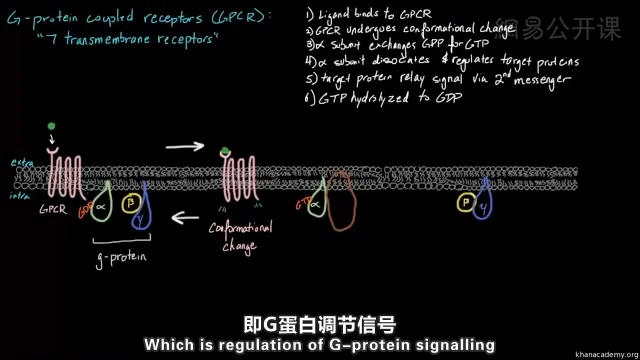 G-protein coupled receptors (GPCR):
"7 transmembrane receptors"
1) Ligand binds to GPCR
2) GPCR undergoes conformational change
3) α subunit exchanges GPP for GTP
4) α subunit dissocates & regulates target proteins
5) target protein relay signal via 2nd messenger
6) GTP hydrolyzed to GDP
網易公开课
extra
intra
GPCR
GDP
α
β
γ
g-protein
conformational
change
GTP
α
β
γ
即G蛋白调节信号
Which is regulation of G-protein signalling
khanacademy.org